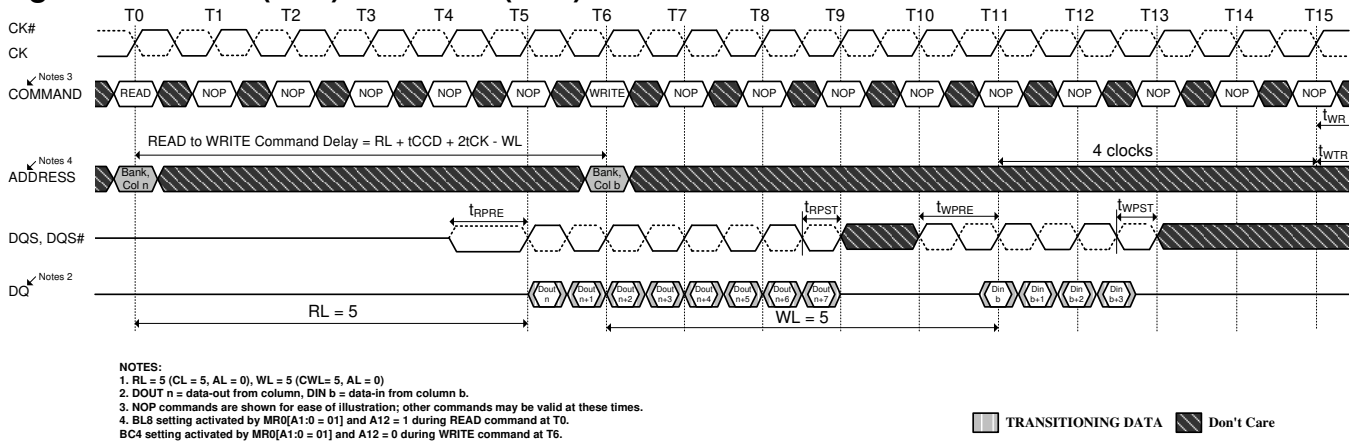 T0 T1 T2 T3 T4 T5 T6 T7 T8 T9 T10 T11 T12 T13 T14 T15
CK#
CK
Notes 3
COMMAND READ NOP NOP NOP NOP NOP WRITE NOP NOP NOP NOP NOP NOP NOP NOP NOP
tWR
READ to WRITE Command Delay = RL + tCCD + 2tCK - WL
4 clocks
tWTR
Notes 4
ADDRESS
Bank, Col n
Bank, Col b
tRPRE tRPST tWPRE tWPST
DQS, DQS#
Notes 2
DQ
Dout n
Dout n+1
Dout n+2
Dout n+3
Dout n+4
Dout n+5
Dout n+6
Dout n+7
Din b
Din b+1
Din b+2
Din b+3
RL = 5
WL = 5
NOTES:
1. RL = 5 (CL = 5, AL = 0), WL = 5 (CWL= 5, AL = 0)
2. DOUT n = data-out from column, DIN b = data-in from column b.
3. NOP commands are shown for ease of illustration; other commands may be valid at these times.
4. BL8 setting activated by MR0[A1:0 = 01] and A12 = 1 during READ command at T0.
BC4 setting activated by MR0[A1:0 = 01] and A12 = 0 during WRITE command at T6.
TRANSITIONING DATA
Don't Care